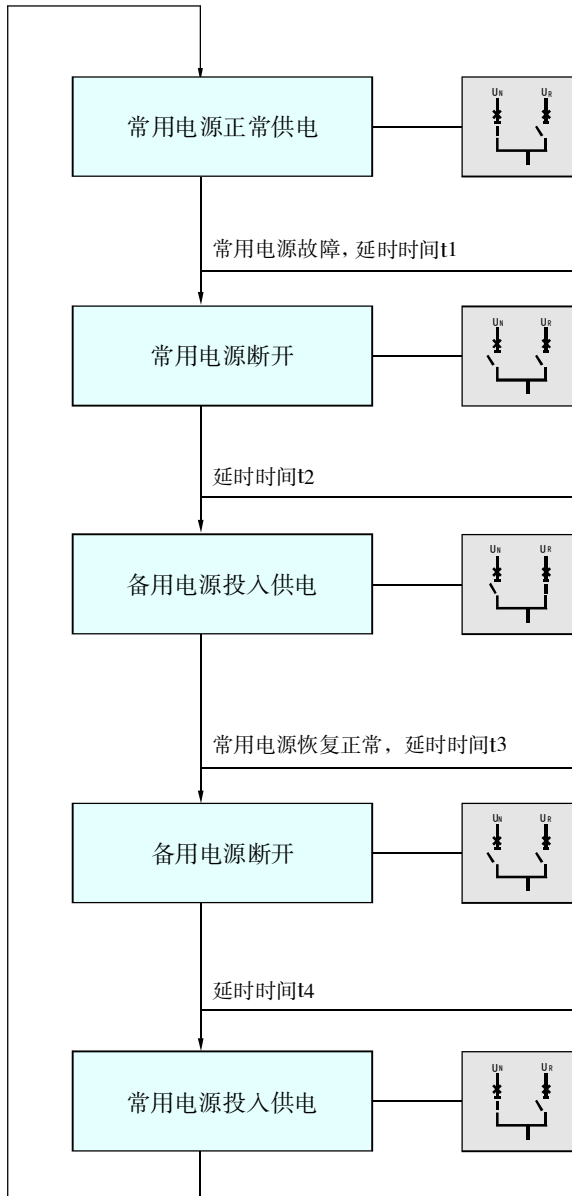 常用电源正常供电
UN UR
常用电源故障，延时时间t1
常用电源断开
UN UR
延时时间t2
备用电源投入供电
UN UR
常用电源恢复正常，延时时间t3
备用电源断开
UN UR
延时时间t4
常用电源投入供电
UN UR